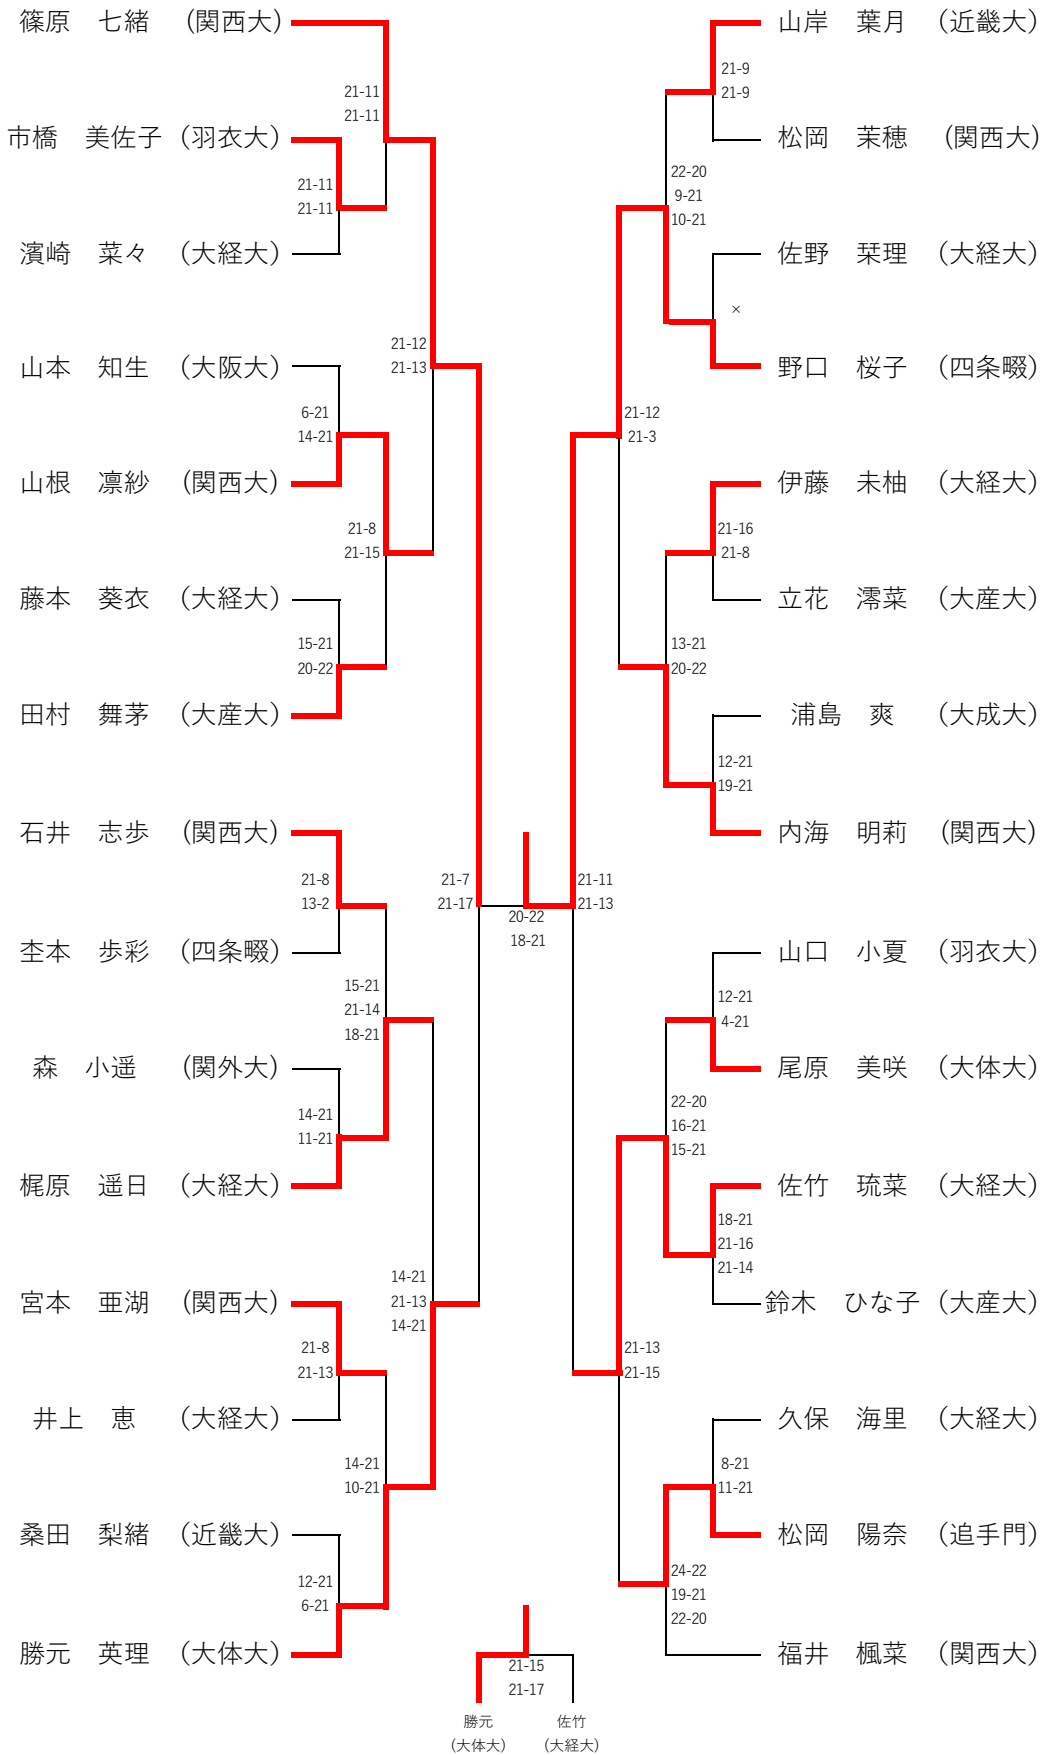 篠原　七緒　(関西大)
21-11
21-11
市橋　美佐子 (羽衣大)
21-11
21-11
濱崎　菜々　(大経大)
山本　知生　(大阪大)
21-12
21-13
6-21
14-21
山根　凛紗　(関西大)
21-8
21-15
藤本　葵衣　(大経大)
15-21
20-22
田村　舞茅　(大産大)
石井　志歩　(関西大)
21-8
13-2
21-7
21-17
杢本　歩彩　(四条畷)
15-21
21-14
18-21
森　小遥　(関外大)
14-21
11-21
梶原　遥日　(大経大)
14-21
21-13
14-21
宮本　亜湖　(関西大)
21-8
21-13
井上　恵　(大経大)
14-21
10-21
桑田　梨緒　(近畿大)
12-21
6-21
勝元　英理　(大体大)
20-22
18-21
山岸　葉月　(近畿大)
21-9
21-9
松岡　茉穂　(関西大)
22-20
9-21
10-21
佐野　栞理　(大経大)
×
野口　桜子　(四条畷)
21-12
21-3
伊藤　未柚　(大経大)
21-16
21-8
立花　澪菜　(大産大)
13-21
20-22
浦島　爽　(大成大)
12-21
19-21
内海　明莉　(関西大)
21-11
21-13
山口　小夏　(羽衣大)
12-21
4-21
尾原　美咲　(大体大)
22-20
16-21
15-21
佐竹　琉菜　(大経大)
18-21
21-16
21-14
鈴木　ひな子 (大産大)
21-13
21-15
久保　海里　(大経大)
8-21
11-21
松岡　陽奈　(追手門)
24-22
19-21
22-20
福井　楓菜　(関西大)
21-15
21-17
勝元
(大体大)
佐竹
(大経大)